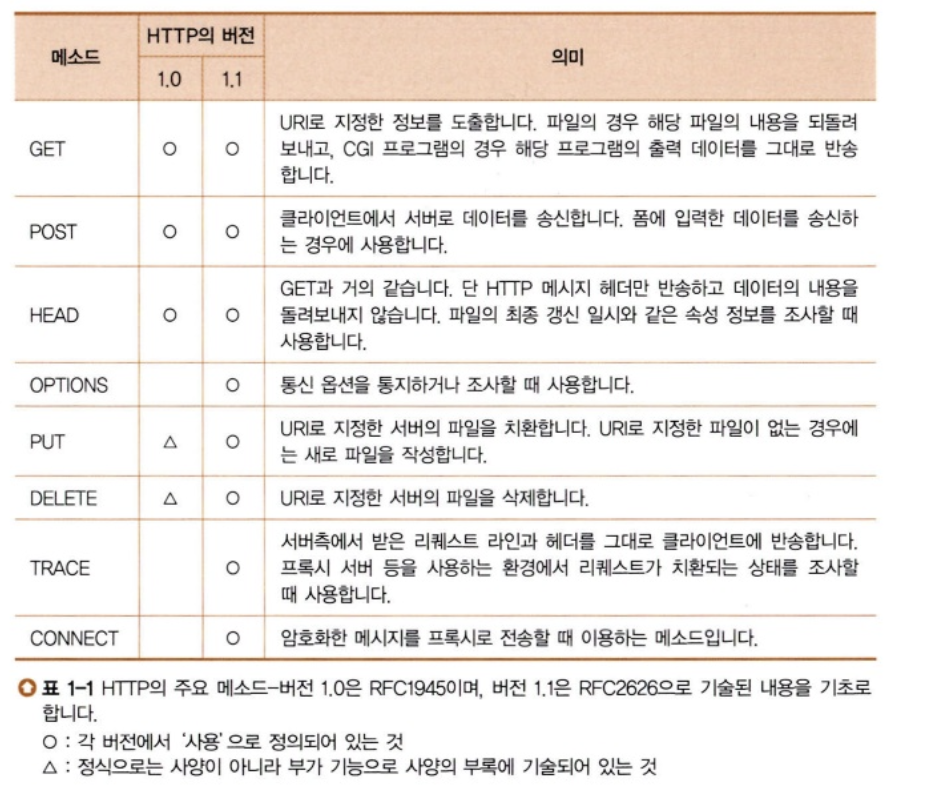 메소드 HTTP의 버전 의미
1.0 1.1
GET ○ ○ URI로 지정한 정보를 도출합니다. 파일의 경우 해당 파일의 내용을 되돌려
보내고, CGI 프로그램의 경우 해당 프로그램의 출력 데이터를 그대로 반송
합니다.
POST ○ ○ 클라이언트에서 서버로 데이터를 송신합니다. 폼에 입력한 데이터를 송신하
는 경우에 사용합니다.
HEAD ○ ○ GET과 거의 같습니다. 단 HTTP 메시지 헤더만 반송하고 데이터의 내용을
돌려보내지 않습니다. 파일의 최종 갱신 일시와 같은 속성 정보를 조사할 때
사용합니다.
OPTIONS ○ 통신 옵션을 통지하거나 조사할 때 사용합니다.
PUT △ ○ URI로 지정한 서버의 파일을 치환합니다. URI로 지정한 파일이 없는 경우에
는 새로 파일을 작성합니다.
DELETE △ ○ URI로 지정한 서버의 파일을 삭제합니다.
TRACE ○ 서버측에서 받은 리퀘스트 라인과 헤더를 그대로 클라이언트에 반송합니다.
프록시 서버 등을 사용하는 환경에서 리퀘스트가 치환되는 상태를 조사할
때 사용합니다.
CONNECT ○ 암호화한 메시지를 프록시로 전송할 때 이용하는 메소드입니다.
표 1-1 HTTP의 주요 메소드-버전 1.0은 RFC1945이며, 버전 1.1은 RFC2626으로 기술된 내용을 기초로
합니다.
○ : 각 버전에서 '사용'으로 정의되어 있는 것
△ : 정식으로는 사양이 아니라 부가 기능으로 사양의 부록에 기술되어 있는 것